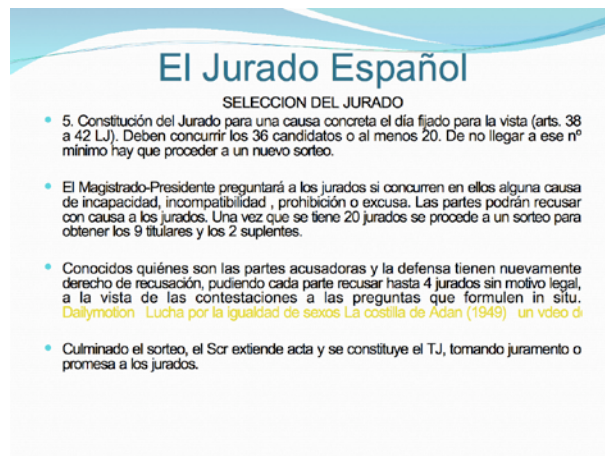 El Jurado Español
SELECCION DEL JURADO
• 5. Constitución del Jurado para una causa concreta el día fijado para la vista (arts. 38
a 42 LJ). Deben concurrir los 36 candidatos o al menos 20. De no llegar a ese nº
mínimo hay que proceder a un nuevo sorteo.
• El Magistrado-Presidente preguntará a los jurados si concurren en ellos alguna causa
de incapacidad, incompatibilidad , prohibición o excusa. Las partes podrán recusar
con causa a los jurados. Una vez que se tiene 20 jurados se procede a un sorteo para
obtener los 9 titulares y los 2 suplentes.
• Conocidos quiénes son las partes acusadoras y la defensa tienen nuevamente
derecho de recusación, pudiendo cada parte recusar hasta 4 jurados sin motivo legal,
a la vista de las contestaciones a las preguntas que formulen in situ.
Dailymotion Lucha por la igualdad de sexos La costilla de Adan (1949) un vdeo d
• Culminado el sorteo, el Scr extiende acta y se constituye el TJ, tomando juramento o
promesa a los jurados.